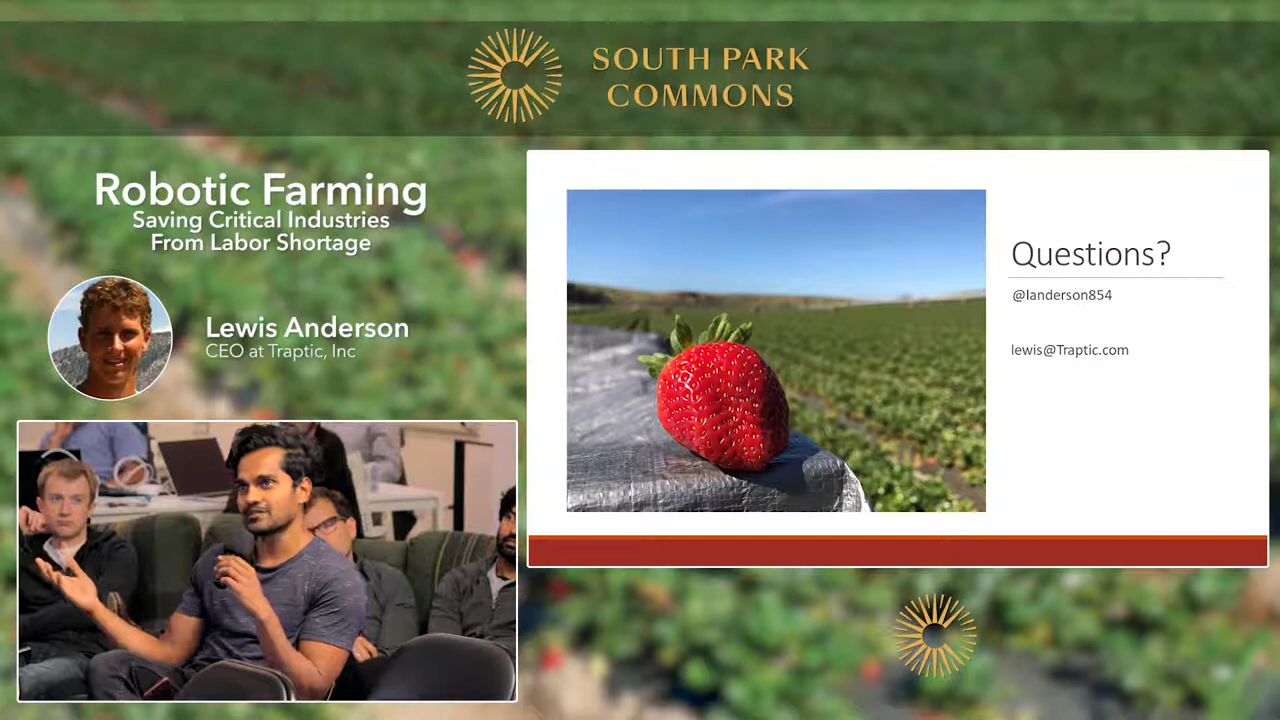 SOUTH PARK
COMMONS
Robotic Farming
Saving Critical Industries
From Labor Shortage
Lewis Anderson
CEO at Traptic, Inc
Questions?
@landerson854
lewis@Traptic.com